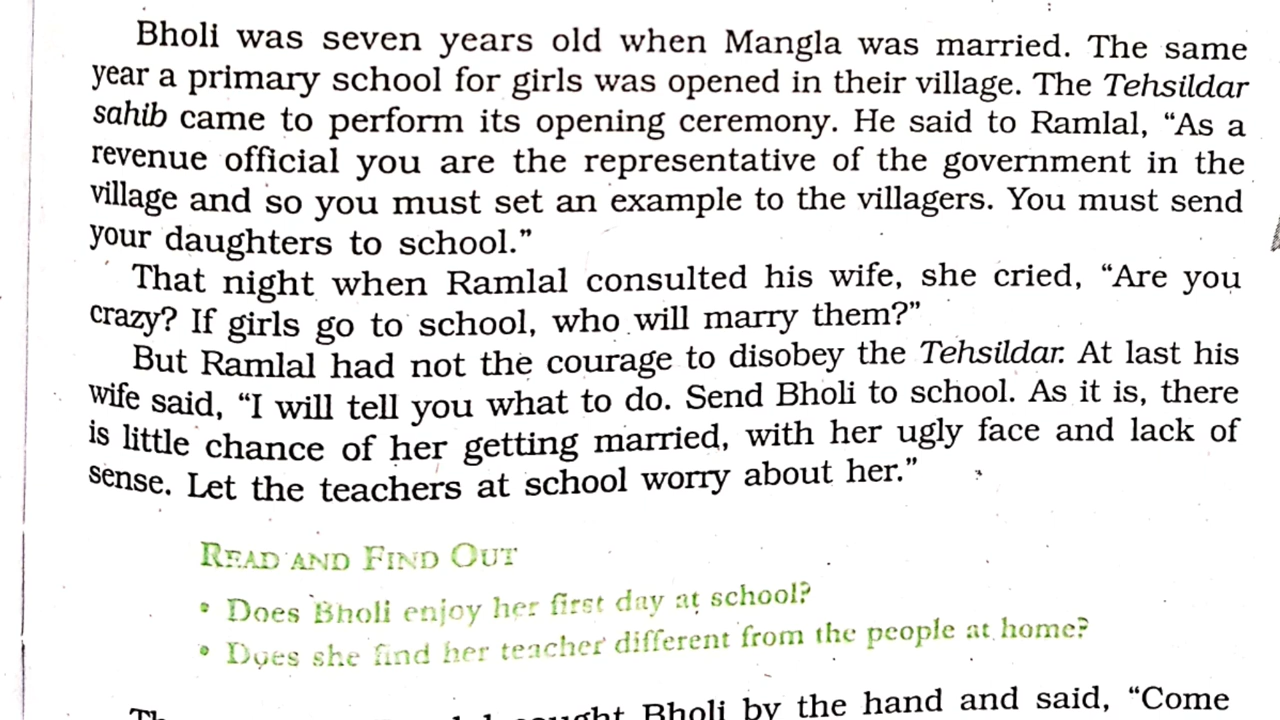 Bholi was seven years old when Mangla was married. The same
year a primary school for girls was opened in their village. The Tehsildar
sahib came to perform its opening ceremony. He said to Ramlal, “As a
revenue official you are the representative of the government in the
village and so you must set an example to the villagers. You must send
your daughters to school.”
That night when Ramlal consulted his wife, she cried, “Are you
crazy? If girls go to school, who will marry them?”
But Ramlal had not the courage to disobey the Tehsildar. At last his
wife said, “I will tell you what to do. Send Bholi to school. As it is, there
is little chance of her getting married, with her ugly face and lack of
sense. Let the teachers at school worry about her.”
READ AND FIND OUT
• Does Bholi enjoy her first day at school?
• Does she find her teacher different from the people at home?
Bholi by the hand and said, “Come